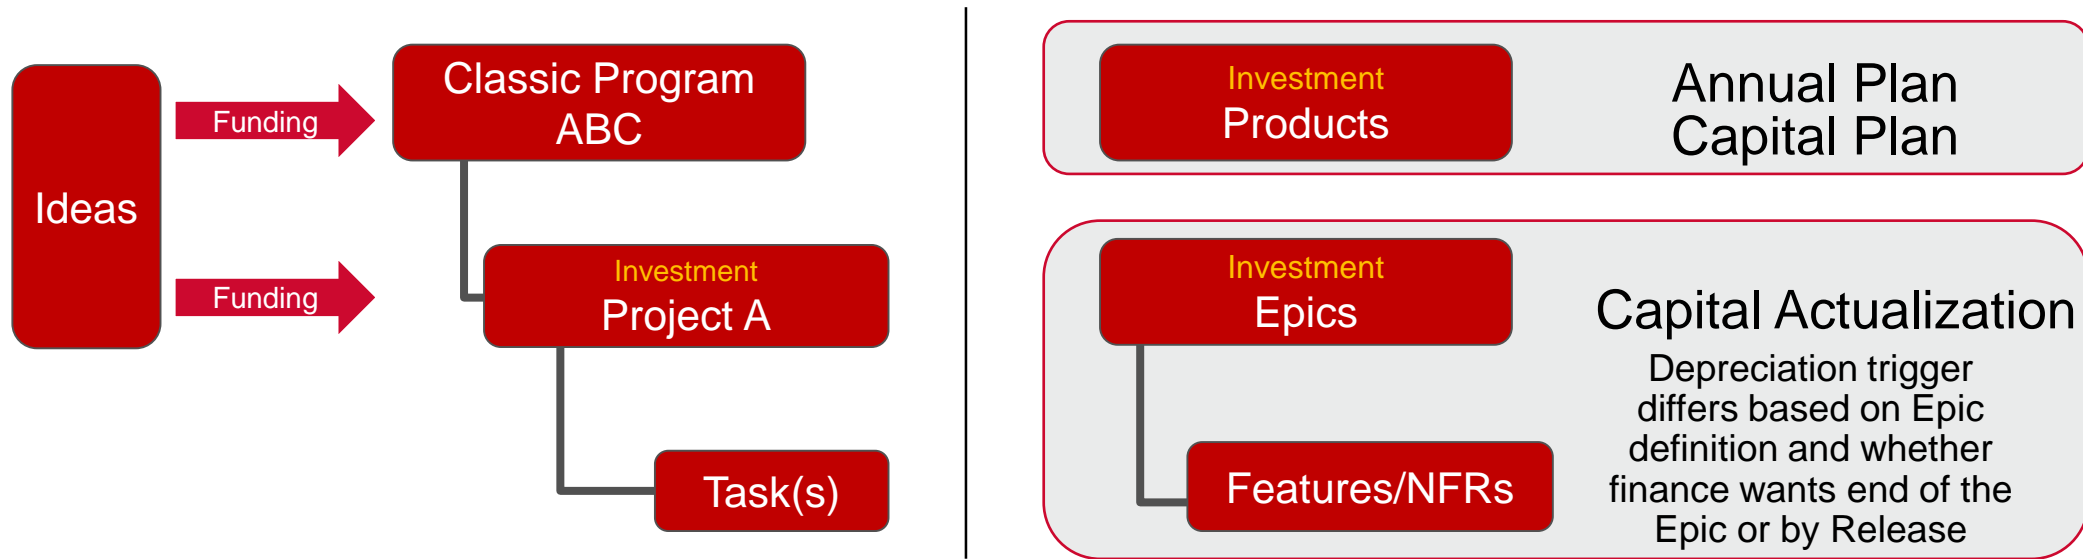 Ideas
Funding
Funding
Classic Program
ABC
Investment
Project A
Task(s)
Investment
Products
Annual Plan
Capital Plan
Investment
Epics
Features/NFRs
Capital Actualization
Depreciation trigger
differs based on Epic
definition and whether
finance wants end of the
Epic or by Release